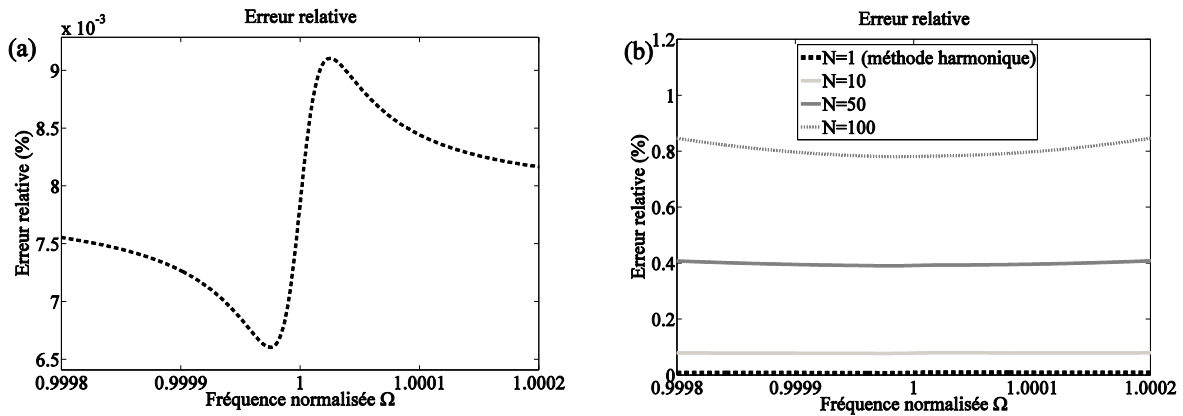 (a)
Erreur relative
x 10⁻³
9
8.5
8
7.5
7
6.5
Erreur relative (%)
0.9998 0.9999 1 1.0001 1.0002
Fréquence normalisée Ω
(b)
Erreur relative
1.2
1
0.8
0.6
0.4
0.2
0
Erreur relative (%)
N=1 (méthode harmonique)
N=10
N=50
N=100
0.9998 0.9999 1 1.0001 1.0002
Fréquence normalisée Ω